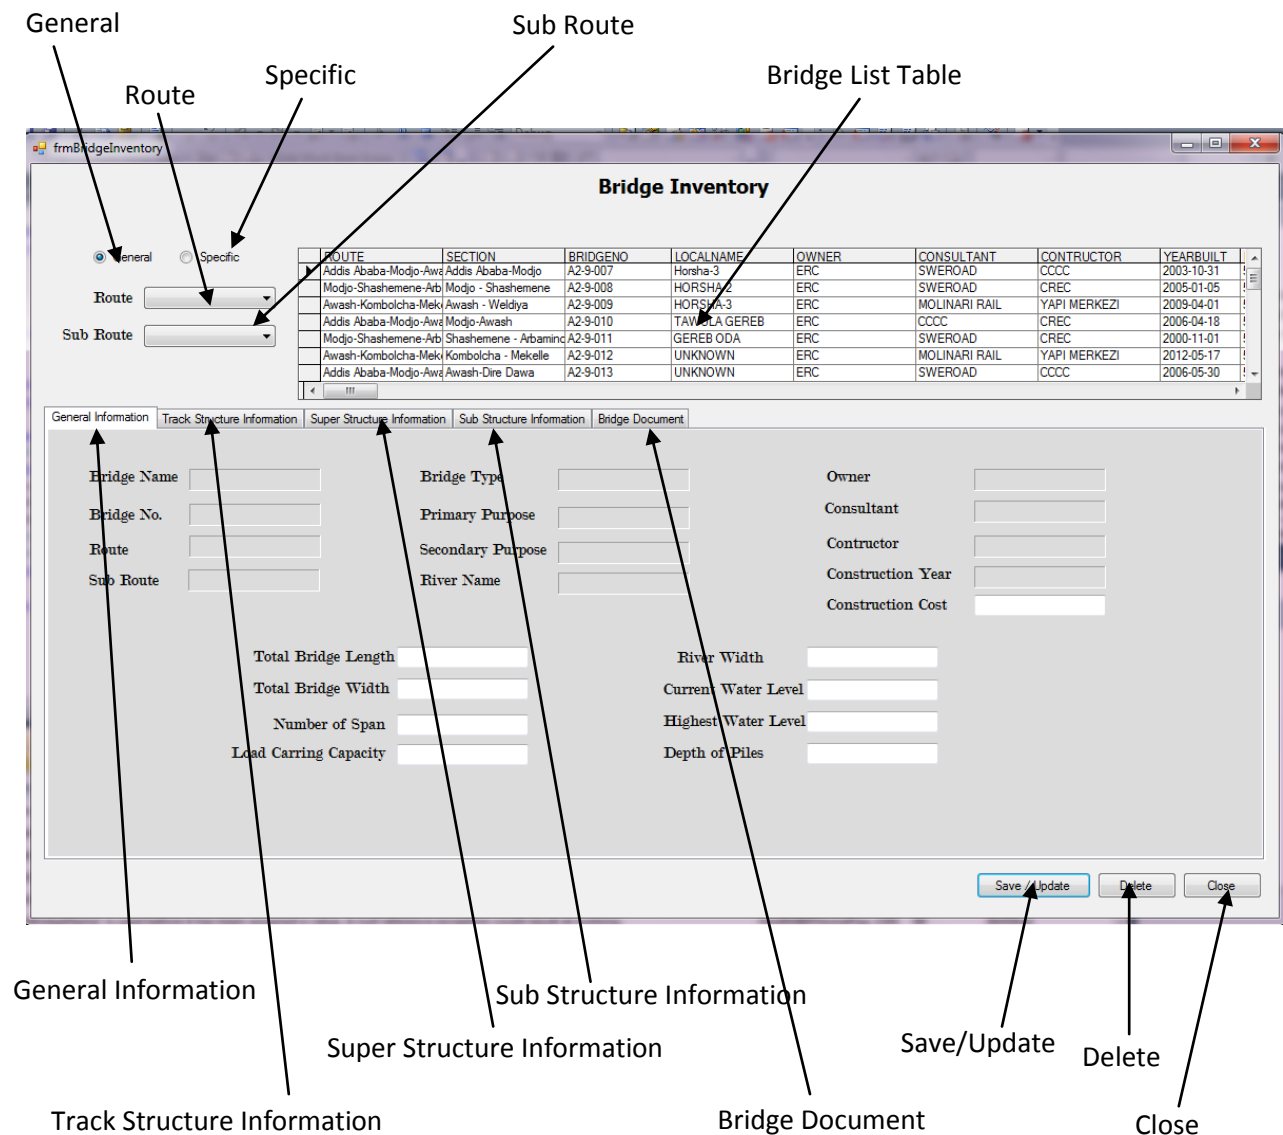 General
Sub Route
Specific
Bridge List Table
Route
frmBridgeInventory
Bridge Inventory
General Specific
Route
Sub Route
ROUTE SECTION BRIDGENO LOCALNAME OWNER CONSULTANT CONTRUCTOR YEARBUILT
Addis Ababa-Modjo-Awa Addis Ababa-Modjo A2-9-007 Horsha-3 ERC SWEROAD CCCC 2003-10-31
Modjo-Shashemene-Arb Modjo - Shashemene A2-9-008 HORSHA-2 ERC SWEROAD CREC 2005-01-05
Awash-Kombolcha-Meke Awash - Weldiya A2-9-009 HORSHA-3 ERC MOLINARI RAIL YAPI MERKEZI 2009-04-01
Addis Ababa-Modjo-Awa Modjo-Awash A2-9-010 TAWULA GEREB ERC CCCC CREC 2006-04-18
Modjo-Shashemene-Arb Shashemene - Arbaminc A2-9-011 GEREB ODA ERC SWEROAD CREC 2000-11-01
Awash-Kombolcha-Meke Kombolcha - Mekelle A2-9-012 UNKNOWN ERC MOLINARI RAIL YAPI MERKEZI 2012-05-17
Addis Ababa-Modjo-Awa Awash-Dire Dawa A2-9-013 UNKNOWN ERC SWEROAD CCCC 2006-05-30
General Information Track Structure Information Super Structure Information Sub Structure Information Bridge Document
Bridge Name Bridge Type Owner
Bridge No. Primary Purpose Consultant
Route Secondary Purpose Contructor
Sub Route River Name Construction Year
Construction Cost
Total Bridge Length River Width
Total Bridge Width Current Water Level
Number of Span Highest Water Level
Load Carring Capacity Depth of Piles
Save / Update Delete Close
General Information
Sub Structure Information
Super Structure Information
Save/Update
Delete
Track Structure Information
Bridge Document
Close